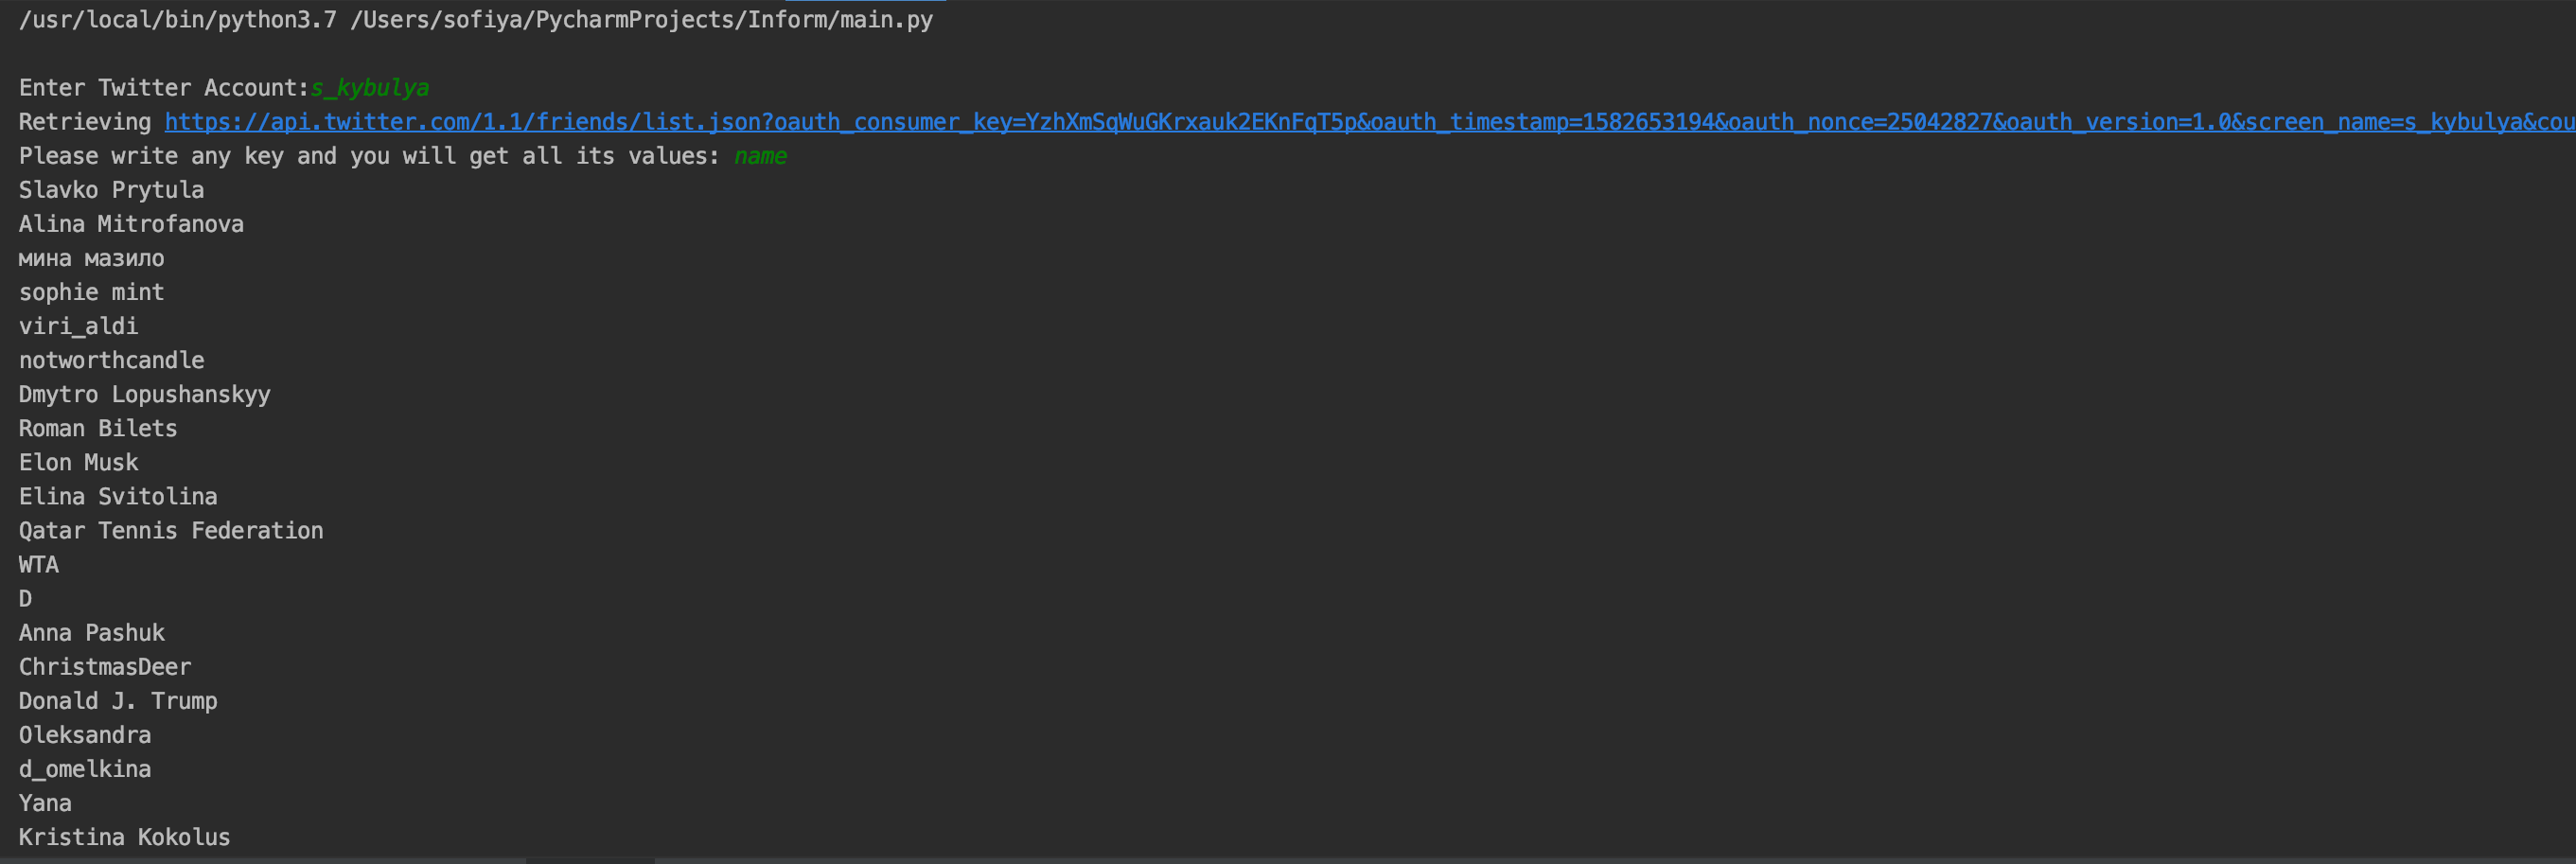 /usr/local/bin/python3.7 /Users/sofiya/PycharmProjects/Inform/main.py
Enter Twitter Account:s_kybulya
Retrieving https://api.twitter.com/1.1/friends/list.json?oauth_consumer_key=YzhXmSqWuGKrxauk2EKnFqT5p&oauth_timestamp=1582653194&oauth_nonce=25042827&oauth_version=1.0&screen_name=s_kybulya&cou
Please write any key and you will get all its values: name
Slavko Prytula
Alina Mitrofanova
мина мазило
sophie mint
viri_aldi
notworthcandle
Dmytro Lopushanskyy
Roman Bilets
Elon Musk
Elina Svitolina
Qatar Tennis Federation
WTA
D
Anna Pashuk
ChristmasDeer
Donald J. Trump
Oleksandra
d_omelkina
Yana
Kristina Kokolus